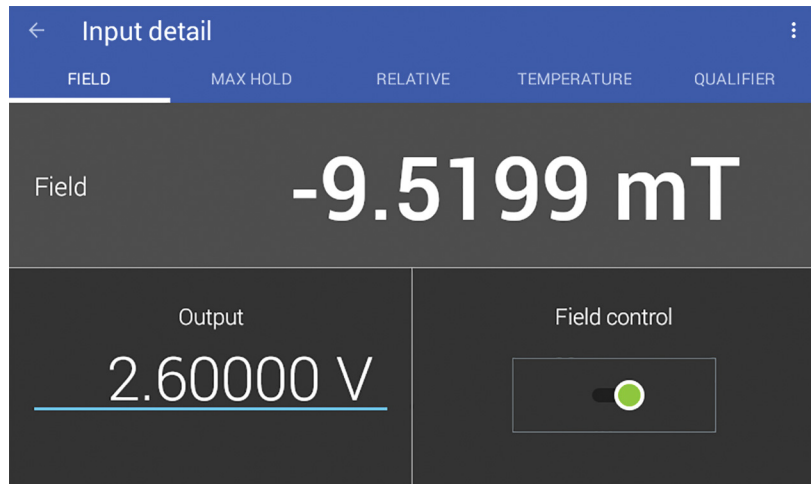 Input detail
FIELD MAX HOLD RELATIVE TEMPERATURE QUALIFIER
Field -9.5199 mT
Output Field control
2.60000 V